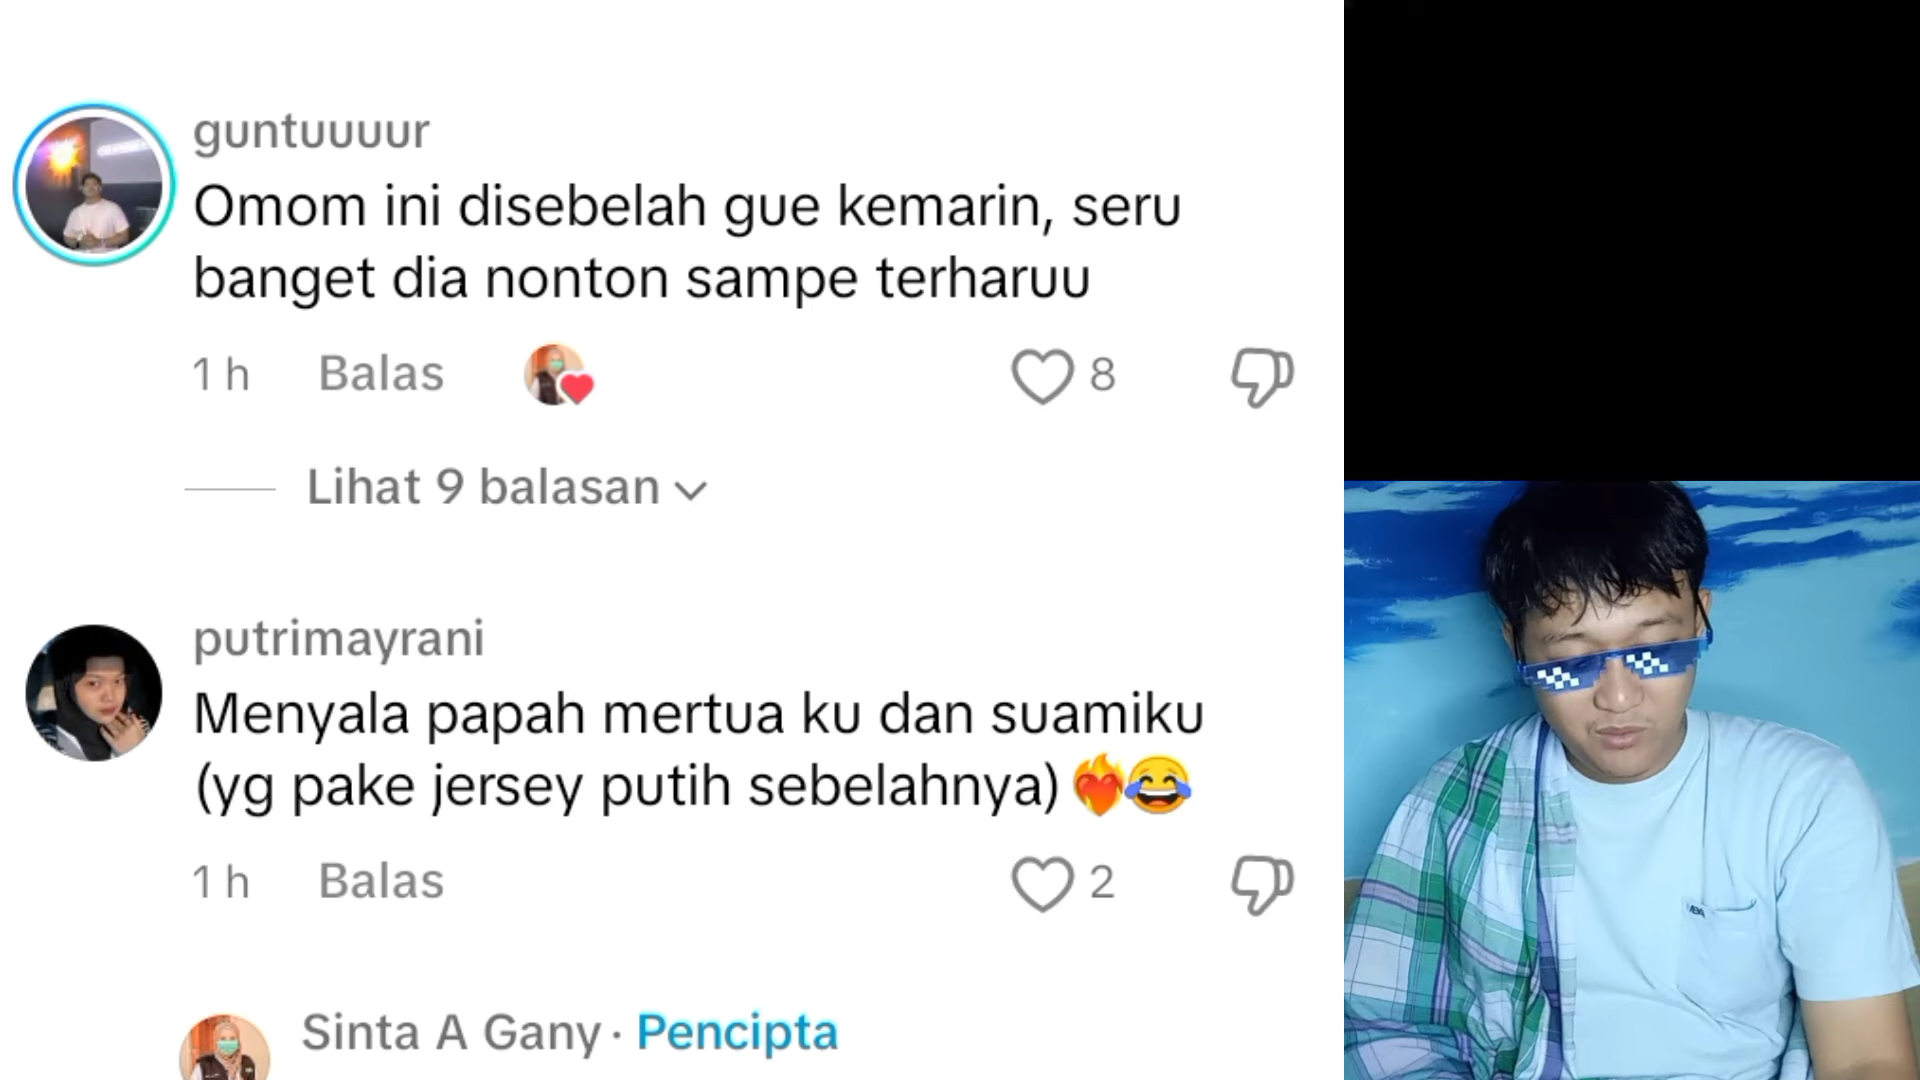 guntuuuur
Omom ini disebelah gue kemarin, seru
banget dia nonton sampe terharuu
1 h Balas 8
Lihat 9 balasan
putrimayrani
Menyala papah mertua ku dan suamiku
(yg pake jersey putih sebelahnya) ❤️‍🔥😂
1 h Balas 2
Sinta A Gany · Pencipta